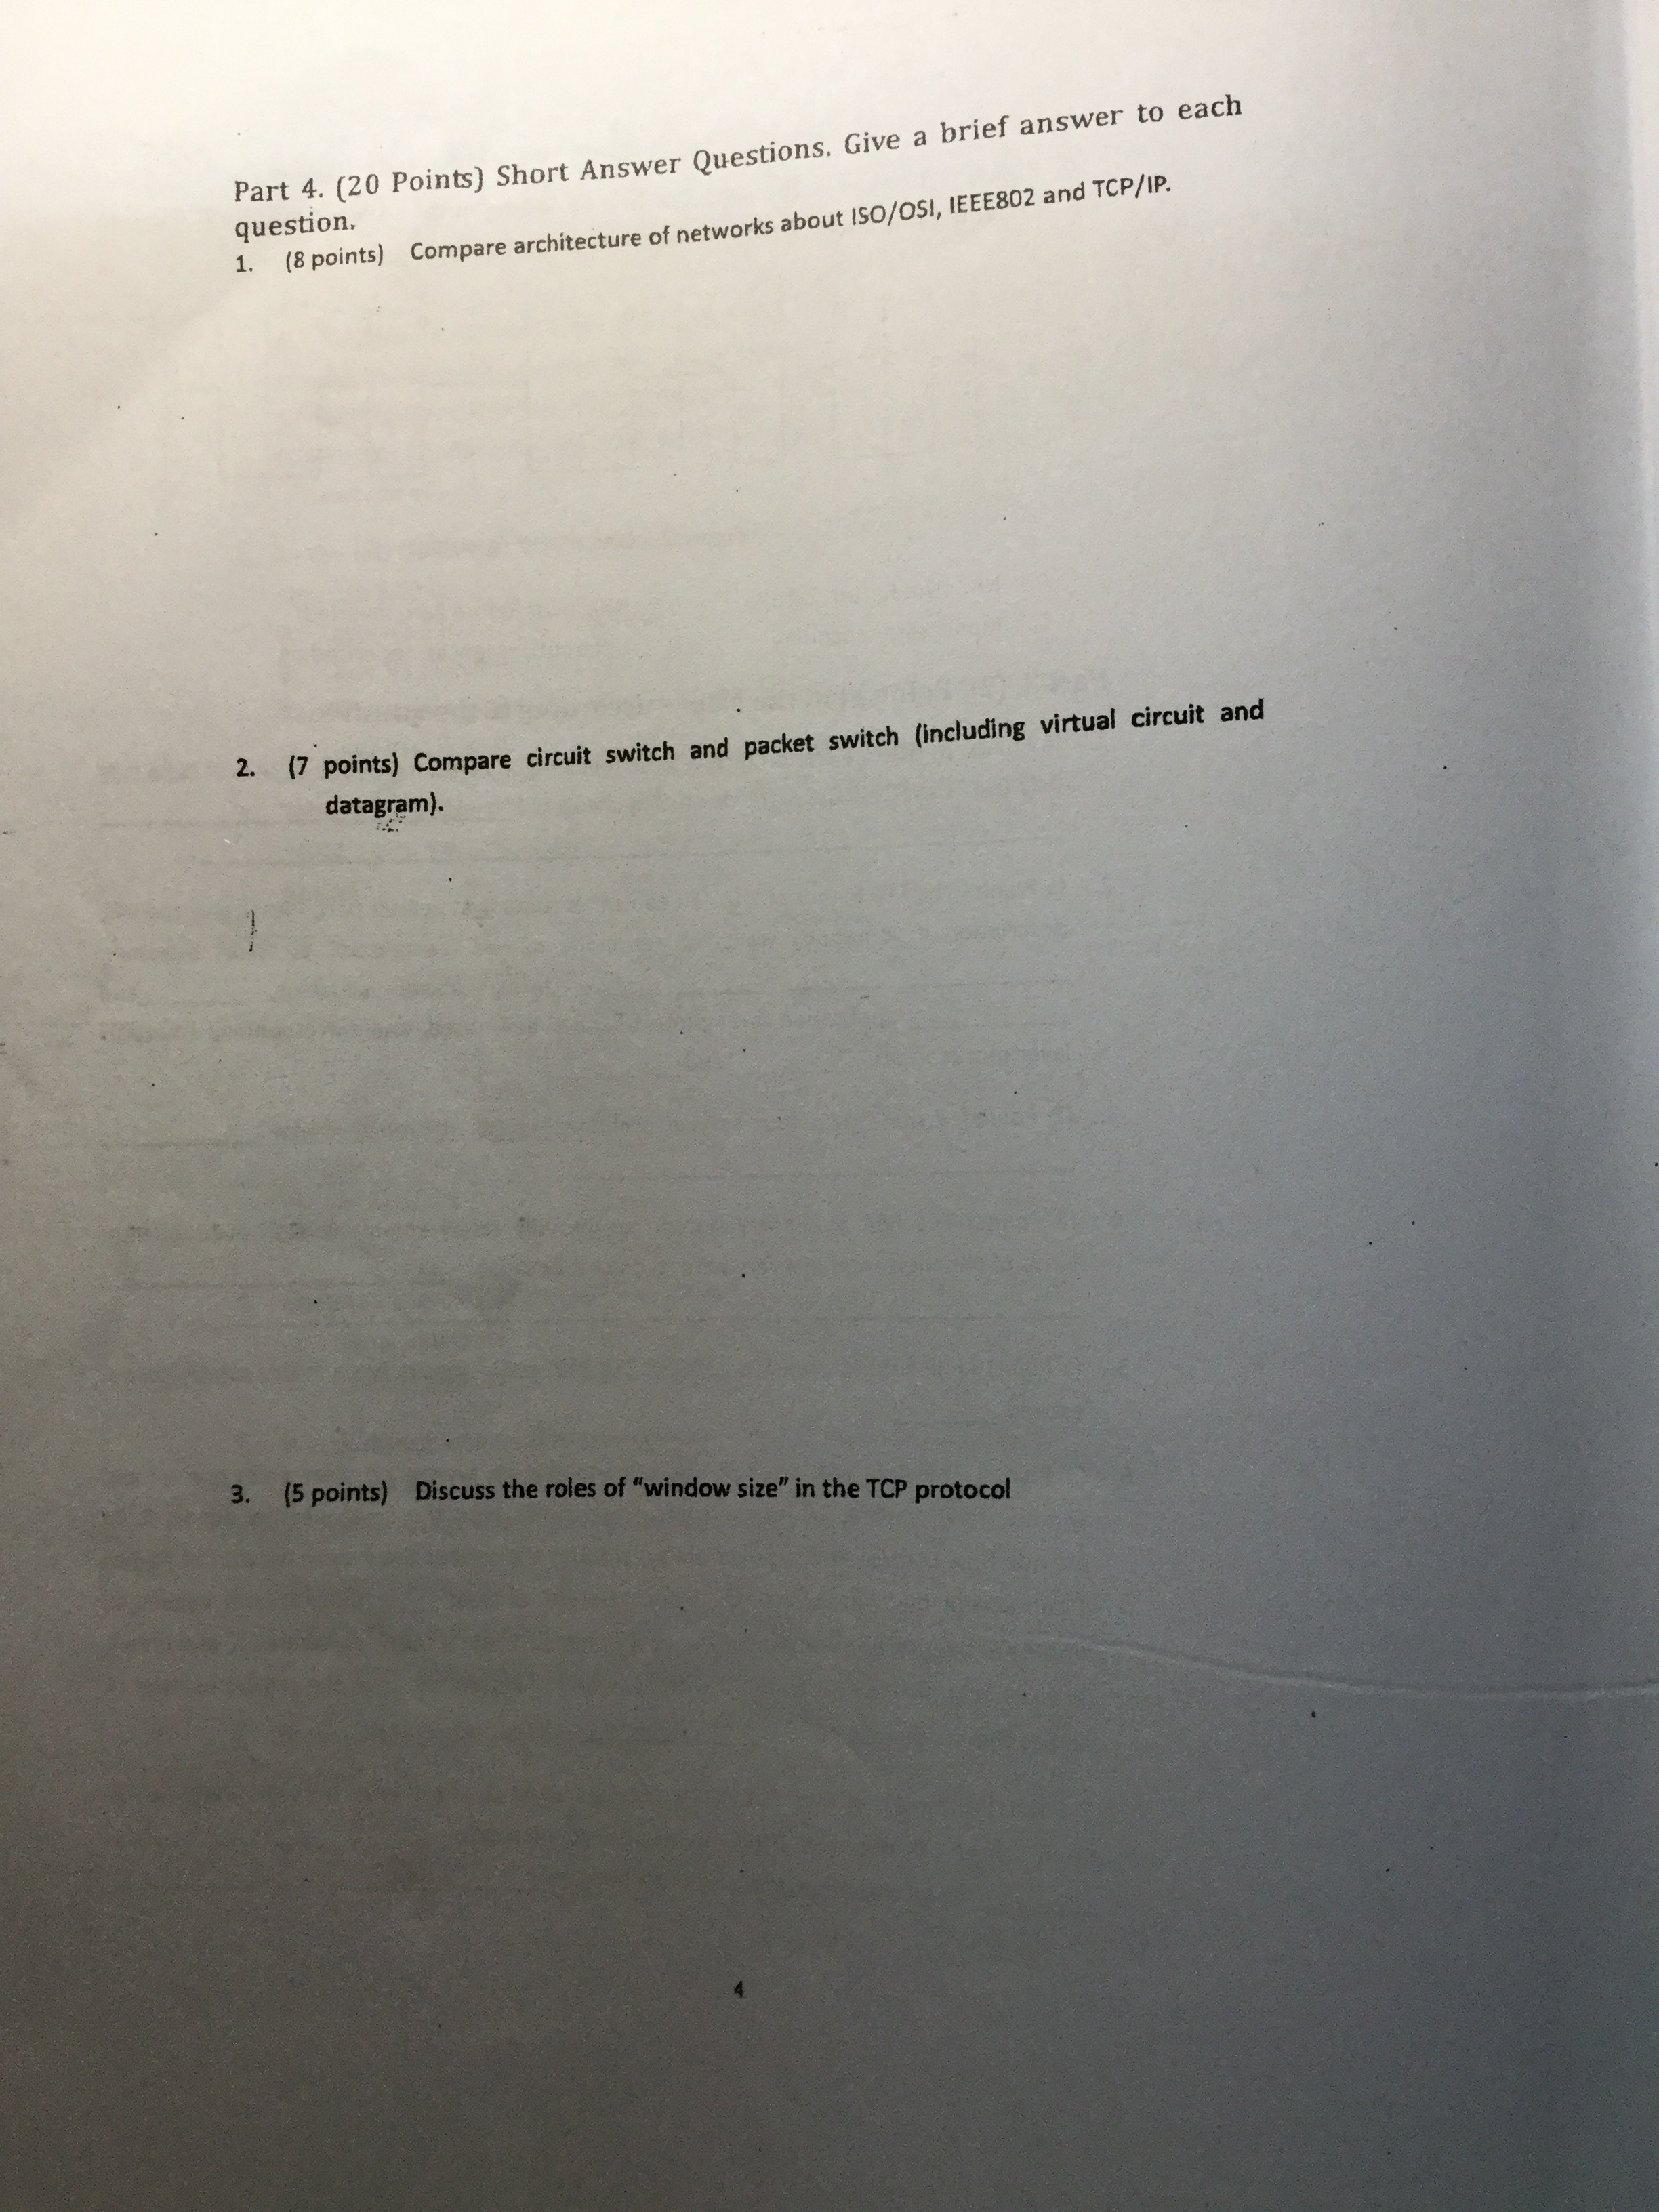 Part 4. (20 Points) Short Answer Questions. Give a brief answer to each
question.
1. (8 points) Compare architecture of networks about ISO/OSI, IEEE802 and TCP/IP.
2. (7 points) Compare circuit switch and packet switch (including virtual circuit and
datagram).
3. (5 points) Discuss the roles of “window size” in the TCP protocol
4